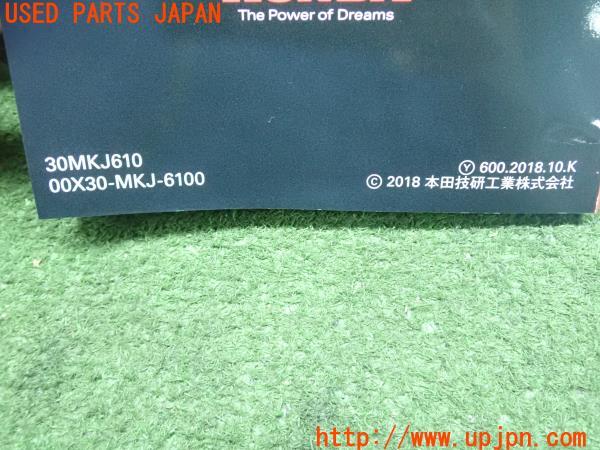 USED PARTS JAPAN
HONDA
The Power of Dreams
30MKJ610
00X30-MKJ-6100
Ⓨ 600.2018.10.K
© 2018 本田技研工業株式会社
http://www.upjpn.com